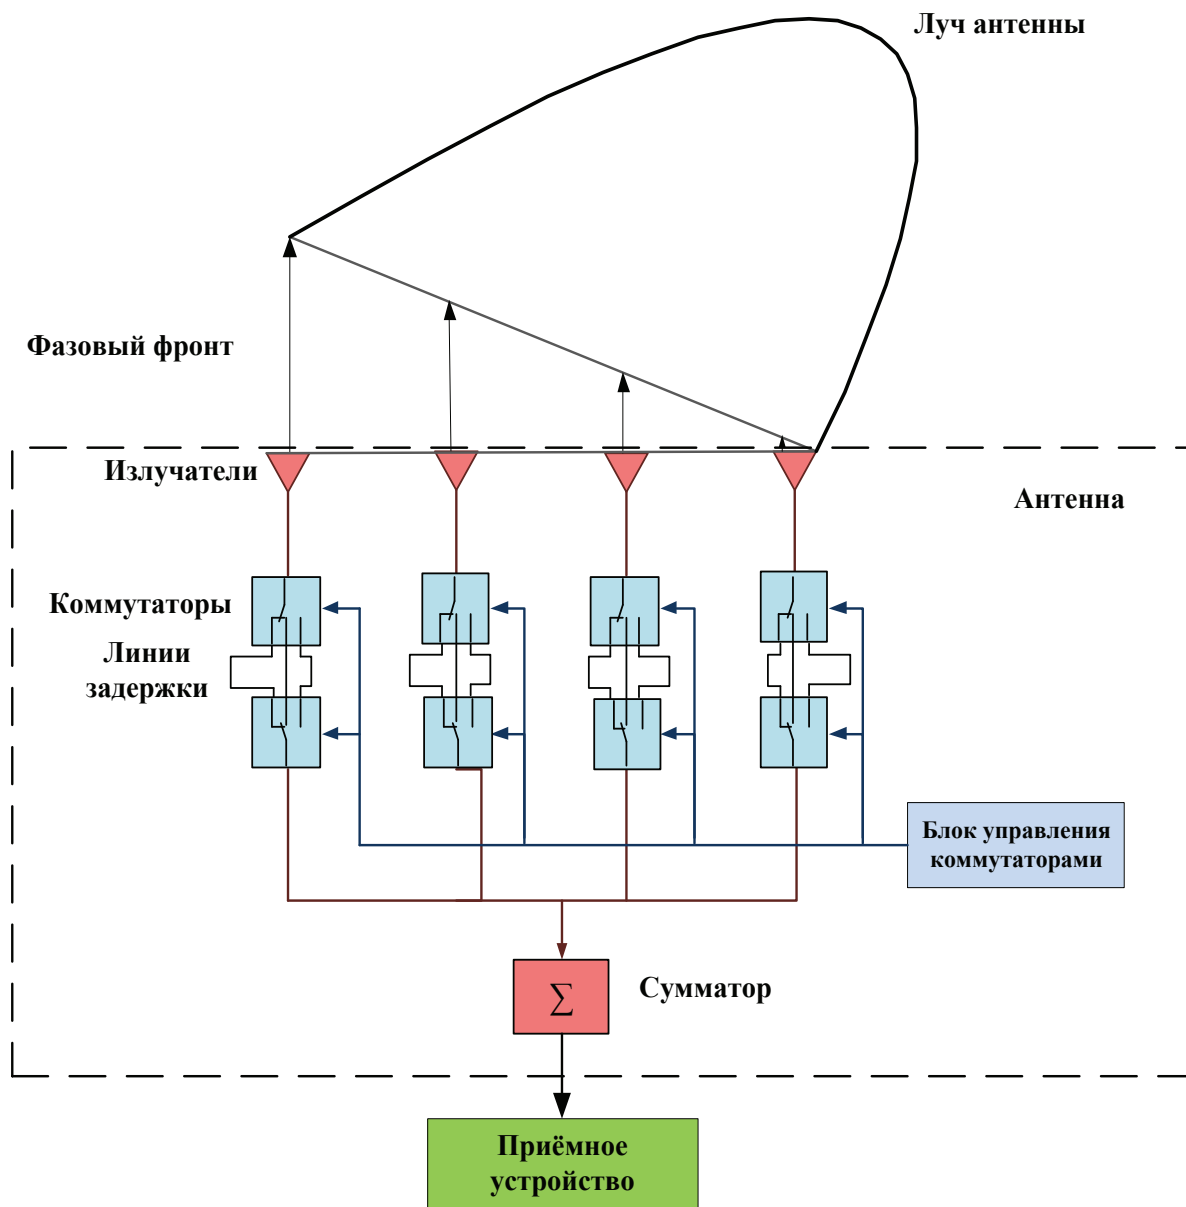 Луч антенны
Фазовый фронт
Излучатели
Антенна
Коммутаторы
Линии
задержки
Блок управления
коммутаторами
∑
Сумматор
Приёмное
устройство